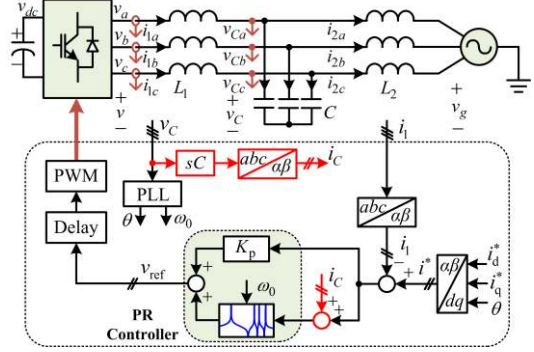 v_dc
v_a
v_b
v_c
i_1a
i_1b
i_1c
v
L_1
v_Ca
v_Cb
v_Cc
v_C
C
i_2a
i_2b
i_2c
L_2
v_g
v_C
sC
abc
αβ
i_C
PLL
θ
ω_0
i_1
abc
αβ
i_1
PWM
Delay
v_ref
K_p
ω_0
i_C
i*
αβ
dq
i_d*
i_q*
θ
PR
Controller